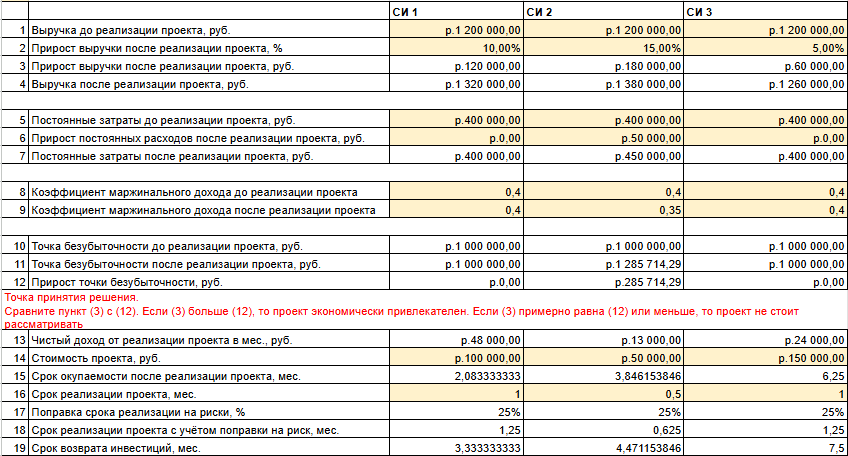 СИ 1 СИ 2 СИ 3
1 Выручка до реализации проекта, руб. р.1 200 000,00 р.1 200 000,00 р.1 200 000,00
2 Прирост выручки после реализации проекта, % 10,00% 15,00% 5,00%
3 Прирост выручки после реализации проекта, руб. р.120 000,00 р.180 000,00 р.60 000,00
4 Выручка после реализации проекта, руб. р.1 320 000,00 р.1 380 000,00 р.1 260 000,00
5 Постоянные затраты до реализации проекта, руб. р.400 000,00 р.400 000,00 р.400 000,00
6 Прирост постоянных расходов после реализации проекта, руб. р.0,00 р.50 000,00 р.0,00
7 Постоянные затраты после реализации проекта, руб. р.400 000,00 р.450 000,00 р.400 000,00
8 Коэффициент маржинального дохода до реализации проекта 0,4 0,4 0,4
9 Коэффициент маржинального дохода после реализации проекта 0,4 0,35 0,4
10 Точка безубыточности до реализации проекта, руб. р.1 000 000,00 р.1 000 000,00 р.1 000 000,00
11 Точка безубыточности после реализации проекта, руб. р.1 000 000,00 р.1 285 714,29 р.1 000 000,00
12 Прирост точки безубыточности, руб. р.0,00 р.285 714,29 р.0,00
Точка принятия решения.
Сравните пункт (3) с (12). Если (3) больше (12), то проект экономически привлекателен. Если (3) примерно равна (12) или меньше, то проект не стоит
рассматривать
13 Чистый доход от реализации проекта в мес., руб. р.48 000,00 р.13 000,00 р.24 000,00
14 Стоимость проекта, руб. р.100 000,00 р.50 000,00 р.150 000,00
15 Срок окупаемости после реализации проекта, мес. 2,083333333 3,846153846 6,25
16 Срок реализации проекта, мес. 1 0,5 1
17 Поправка срока реализации на риски, % 25% 25% 25%
18 Срок реализации проекта с учётом поправки на риск, мес. 1,25 0,625 1,25
19 Срок возврата инвестиций, мес. 3,333333333 4,471153846 7,5